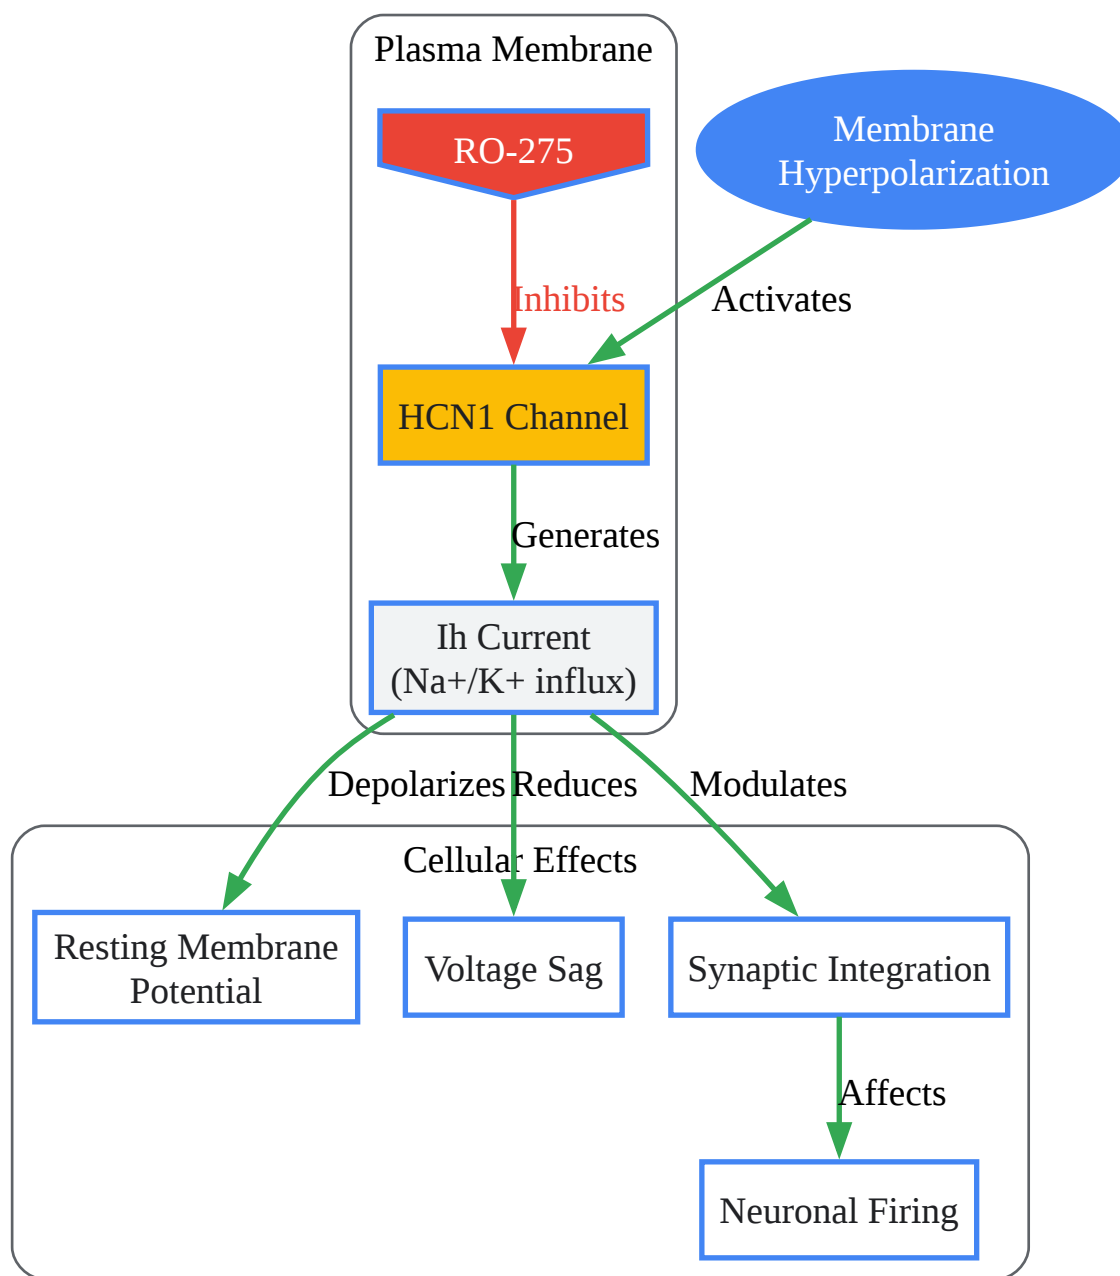 Plasma Membrane
RO-275
Membrane
Hyperpolarization
Inhibits
Activates
HCN1 Channel
Generates
Ih Current
(Na+/K+ influx)
Depolarizes
Reduces
Modulates
Cellular Effects
Resting Membrane
Potential
Voltage Sag
Synaptic Integration
Affects
Neuronal Firing